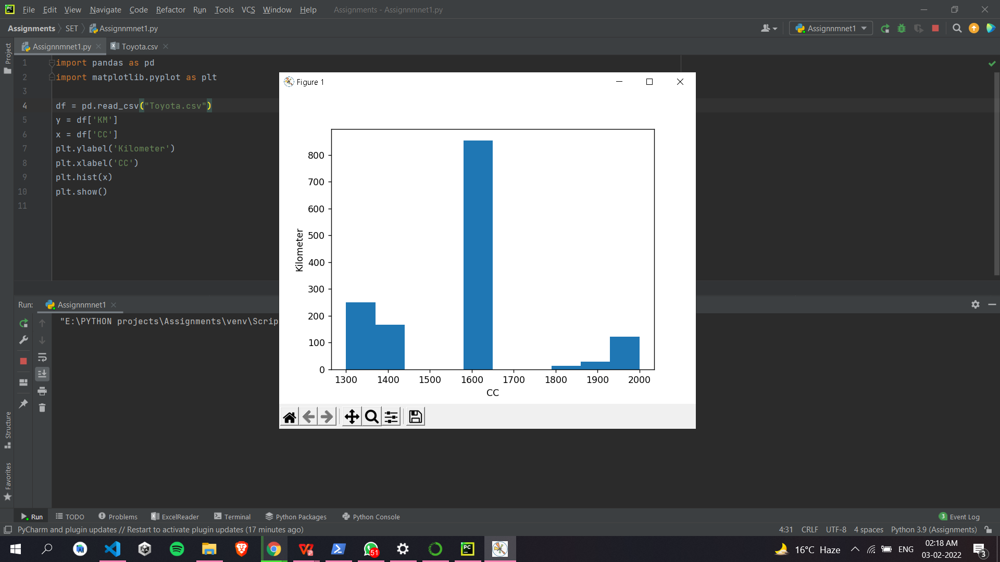 File Edit View Navigate Code Refactor Run Tools VCS Window Help Assignments - Assignnmnet1.py
Assignments SET Assignnmnet1.py
Assignnmnet1
Assignnmnet1.py Toyota.csv
Project
1 import pandas as pd
2 import matplotlib.pyplot as plt
3
4 df = pd.read_csv("Toyota.csv")
5 y = df['KM']
6 x = df['CC']
7 plt.ylabel('Kilometer')
8 plt.xlabel('CC')
9 plt.hist(x)
10 plt.show()
11
Figure 1
800
700
600
500
400
300
200
100
0
Kilometer
1300 1400 1500 1600 1700 1800 1900 2000
CC
Run: Assignnmnet1
"E:\PYTHON projects\Assignments\venv\Scrip
Structure
Favorites
Run TODO Problems ExcelReader Terminal Python Packages Python Console 3 Event Log
PyCharm and plugin updates // Restart to activate plugin updates (17 minutes ago) 4:31 CRLF UTF-8 4 spaces Python 3.9 (Assignments)
51
16°C Haze ENG 02:18 AM
03-02-2022
3